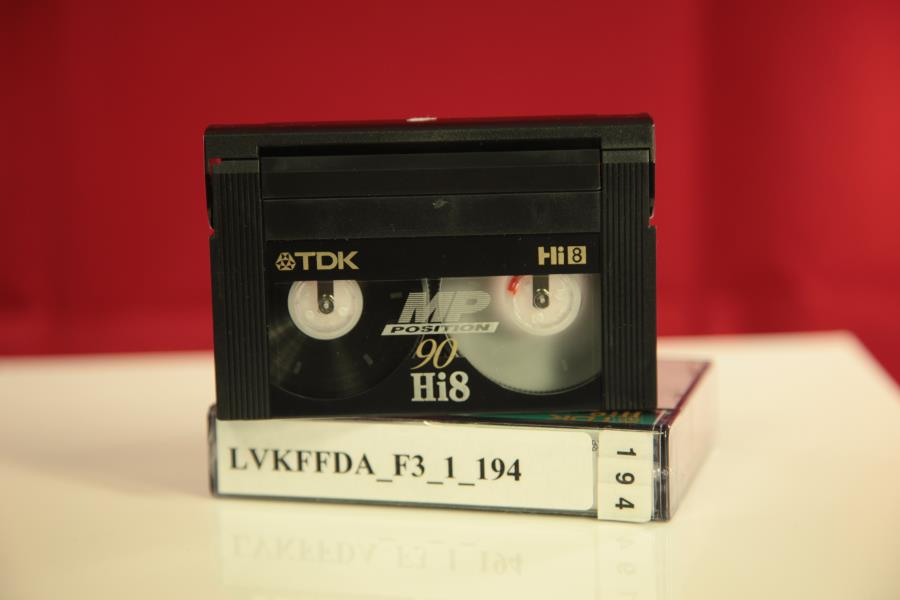 TDK
Hi8
MP
POSITION
90
Hi8
LVKFFDA_F3_1_194
194